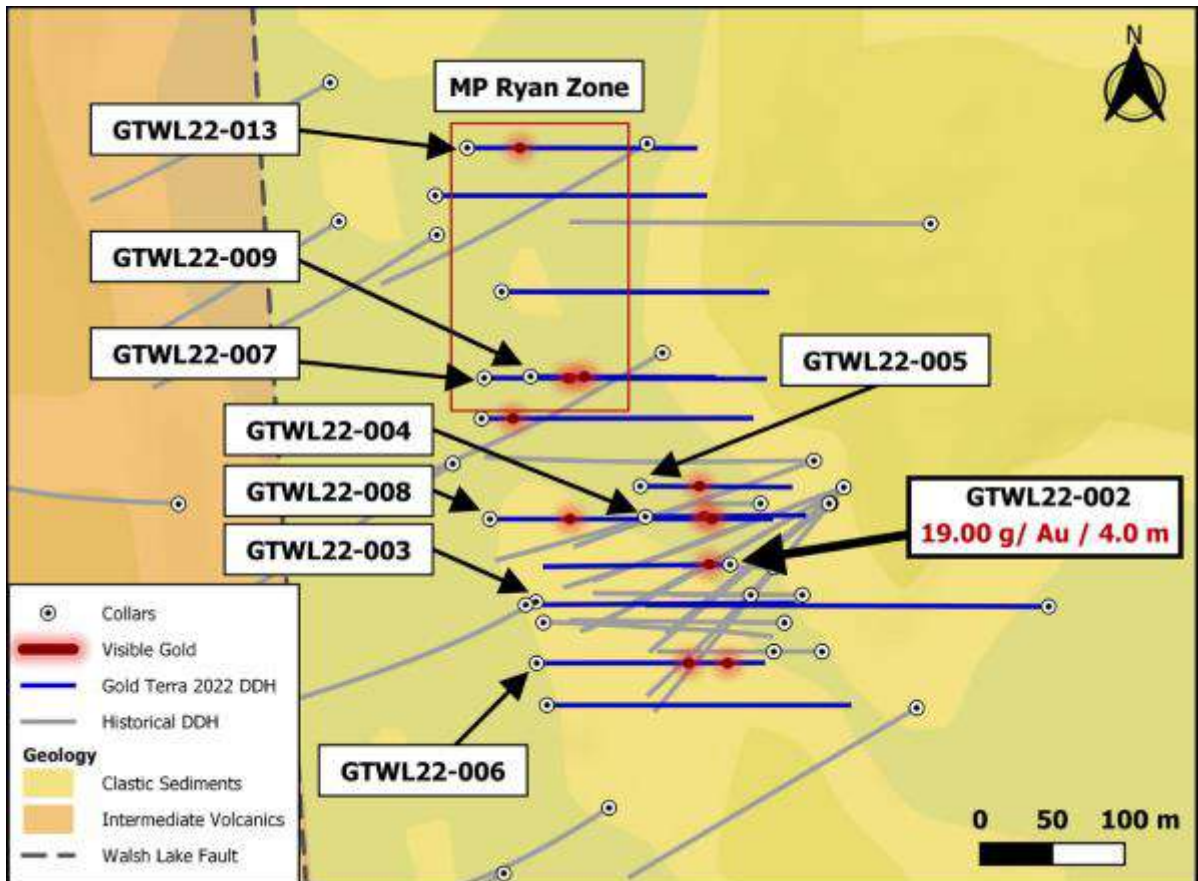 N
MP Ryan Zone
GTWL22-013
GTWL22-009
GTWL22-007
GTWL22-005
GTWL22-004
GTWL22-008
GTWL22-002
19.00 g/ Au / 4.0 m
GTWL22-003
Collars
Visible Gold
Gold Terra 2022 DDH
Historical DDH
Geology
Clastic Sediments
Intermediate Volcanics
Walsh Lake Fault
GTWL22-006
0 50 100 m